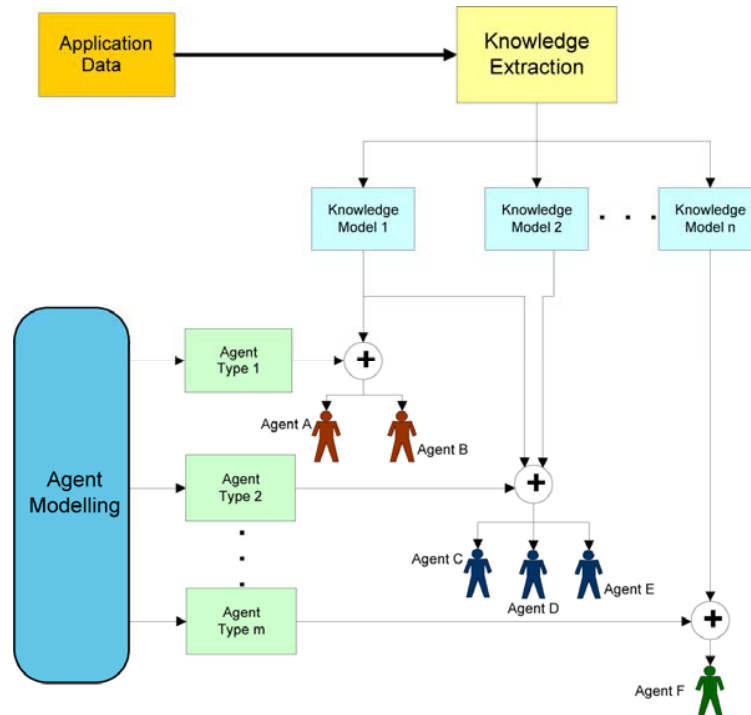 Application
Data
Knowledge
Extraction
Knowledge
Model 1
Knowledge
Model 2
. . .
Knowledge
Model n
Agent
Modelling
Agent
Type 1
+
Agent A
Agent B
Agent
Type 2
+
Agent C
Agent D
Agent E
.
.
.
Agent
Type m
+
Agent F